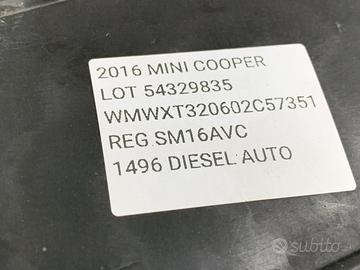 2016 MINI COOPER
LOT 54329835
WMWXT320602C57351
REG SM16AVC
1496 DIESEL AUTO
subito